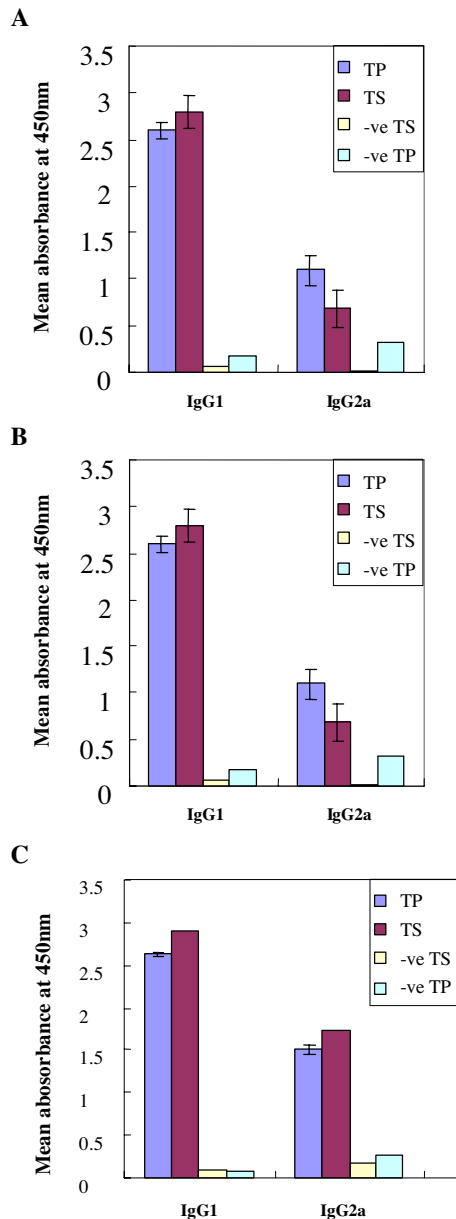 A
Mean absorbance at 450nm
3.5
3
2.5
2
1.5
1
0.5
0
TP
TS
-ve TS
-ve TP
IgG1
IgG2a
B
Mean absorbance at 450nm
3.5
3
2.5
2
1.5
1
0.5
0
TP
TS
-ve TS
-ve TP
IgG1
IgG2a
C
Mean abosorbance at 450nm
3.5
3
2.5
2
1.5
1
0.5
0
TP
TS
-ve TS
-ve TP
IgG1
IgG2a